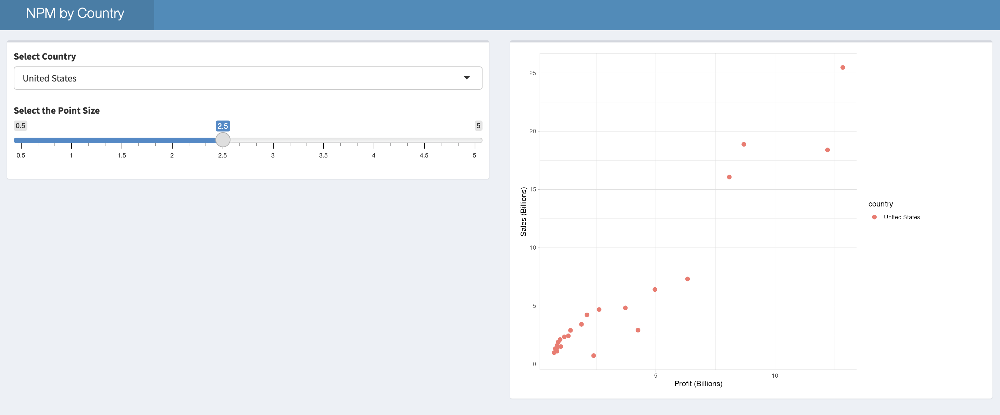 NPM by Country
Select Country
United States
Select the Point Size
0.5 2.5 5
0.5 1 1.5 2 2.5 3 3.5 4 4.5 5
25
20
15
10
5
0
Sales (Billlions)
5 10
Profit (Billions)
country
United States